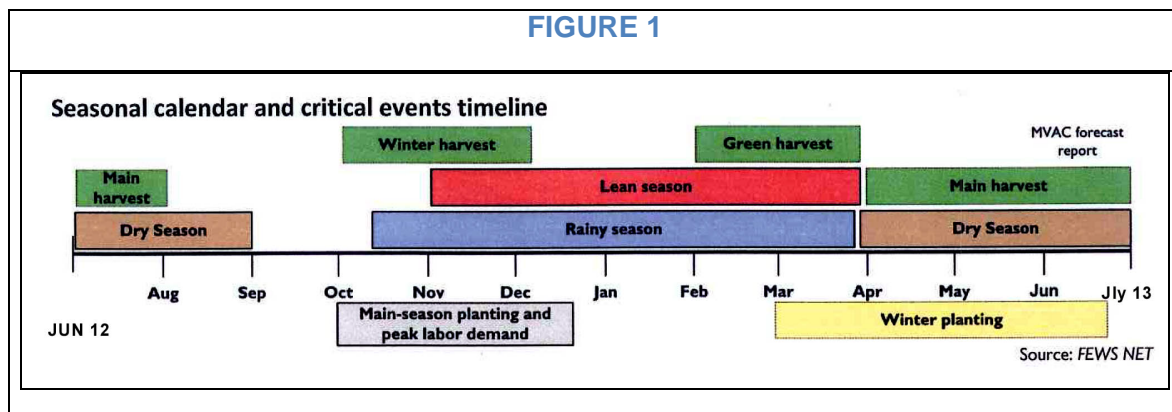 FIGURE 1
Seasonal calendar and critical events timeline
Winter harvest
Green harvest
MVAC forecast
report
Main
harvest
Lean season
Main harvest
Dry Season
Rainy season
Dry Season
Aug Sep Oct Nov Dec Jan Feb Mar Apr May Jun Jly 13
JUN 12
Main-season planting and
peak labor demand
Winter planting
Source: FEWS NET